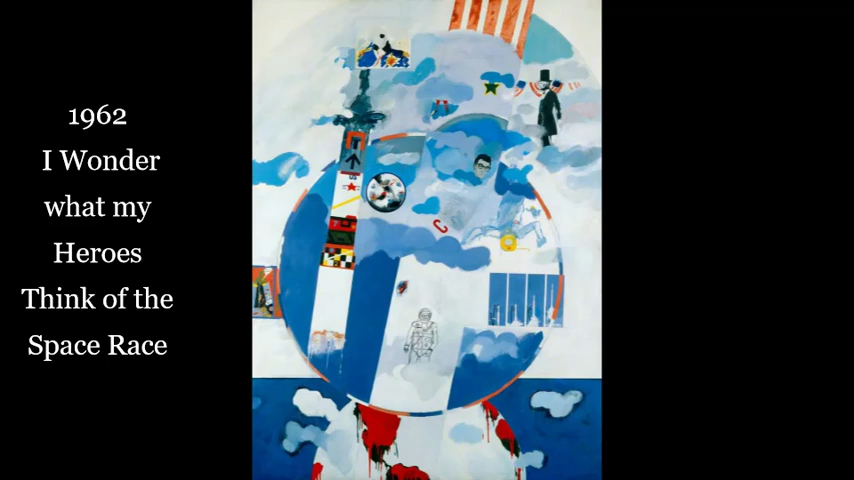 1962
I Wonder
what my
Heroes
Think of the
Space Race